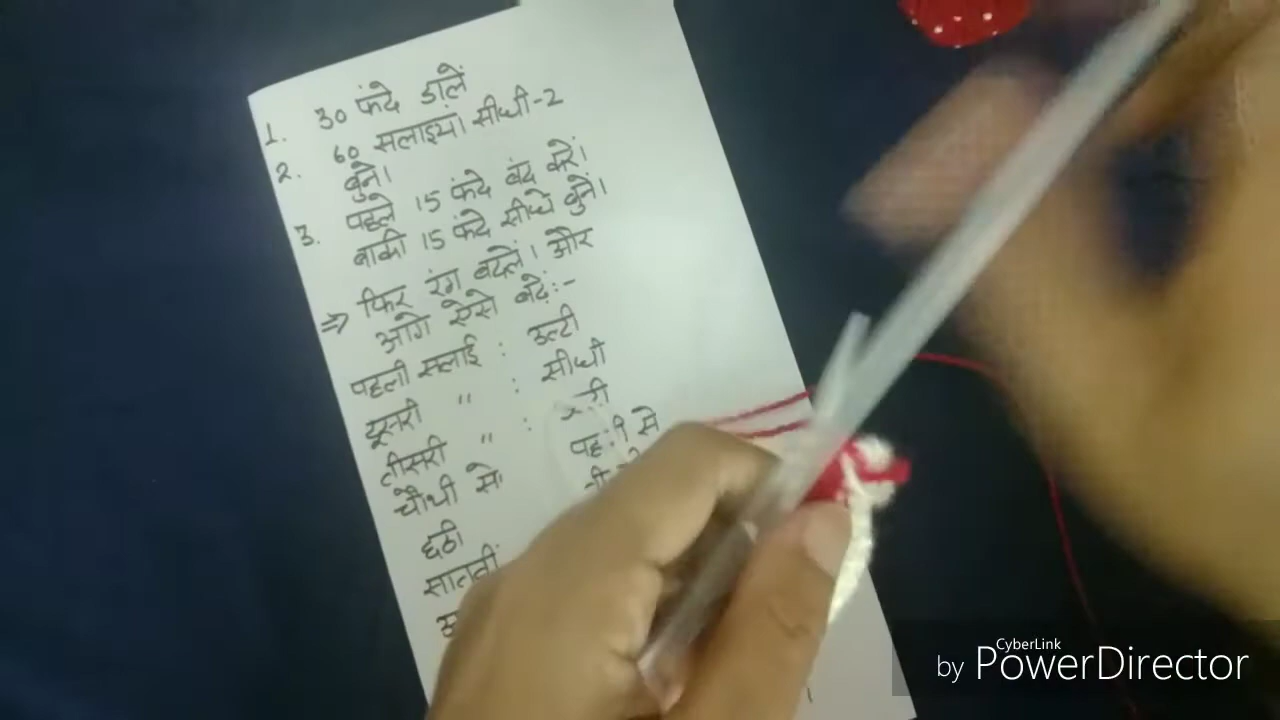 1. 30 फंदे डालें
2. 60 सलाइयां सीधी-2
बुने।
3. पहले 15 फंदे बंद करें।
बाकी 15 फंदे सीधे बुनें।
⇒ फिर रंग बदलें। और
आगे ऐसे बढ़ें:-
पहली सलाई : उल्टी
दूसरी " : सीधी
तीसरी " :
चौथी से
से
छठी
सातवीं
CyberLink
by PowerDirector